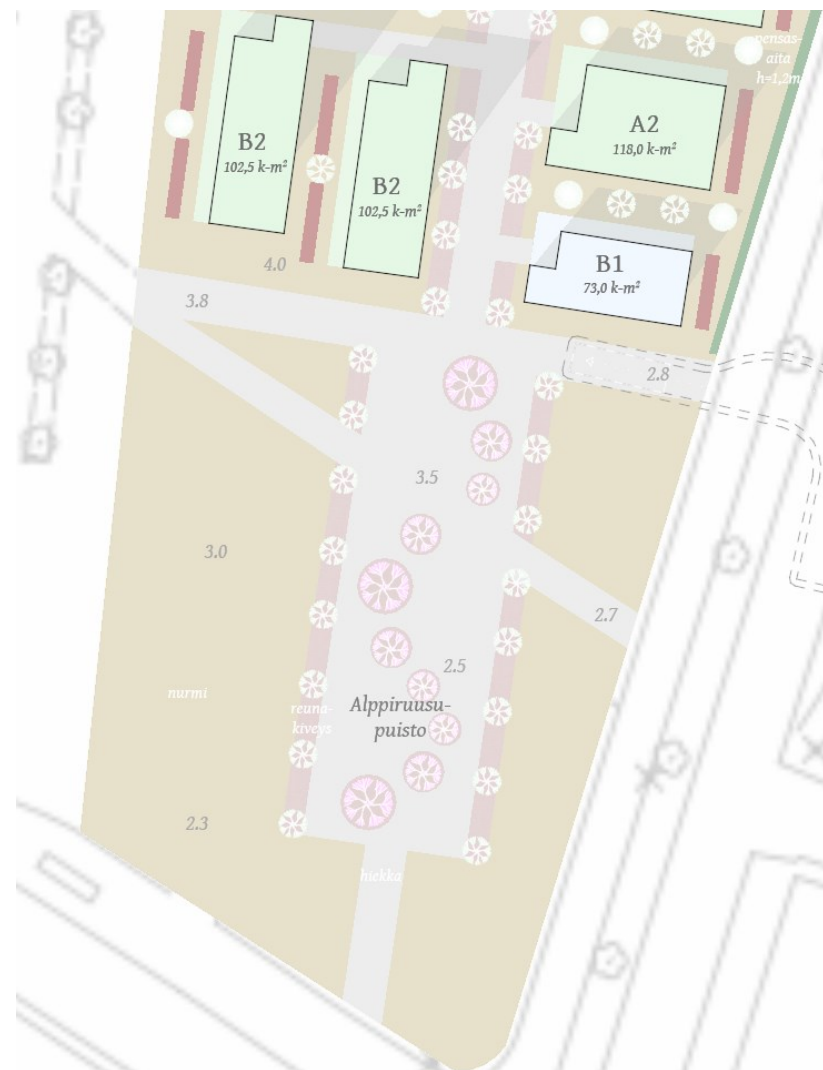 pensas-
aita
h=1,2m
A2
118,0 k-m²
B2
102,5 k-m²
B2
102,5 k-m²
B1
73,0 k-m²
4.0
3.8
2.8
3.5
3.0
2.7
2.5
nurmi
reuna-
kiveys
Alppiruusu-
puisto
2.3
hiekka